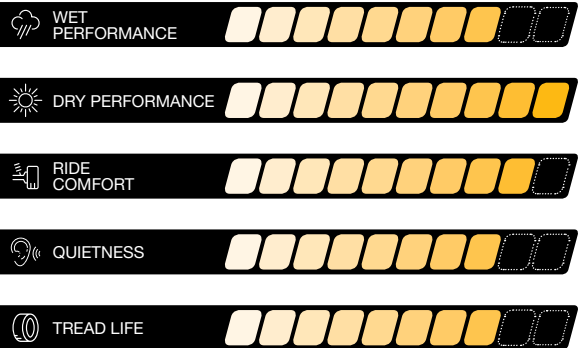 WET
PERFORMANCE
DRY PERFORMANCE
RIDE
COMFORT
QUIETNESS
TREAD LIFE